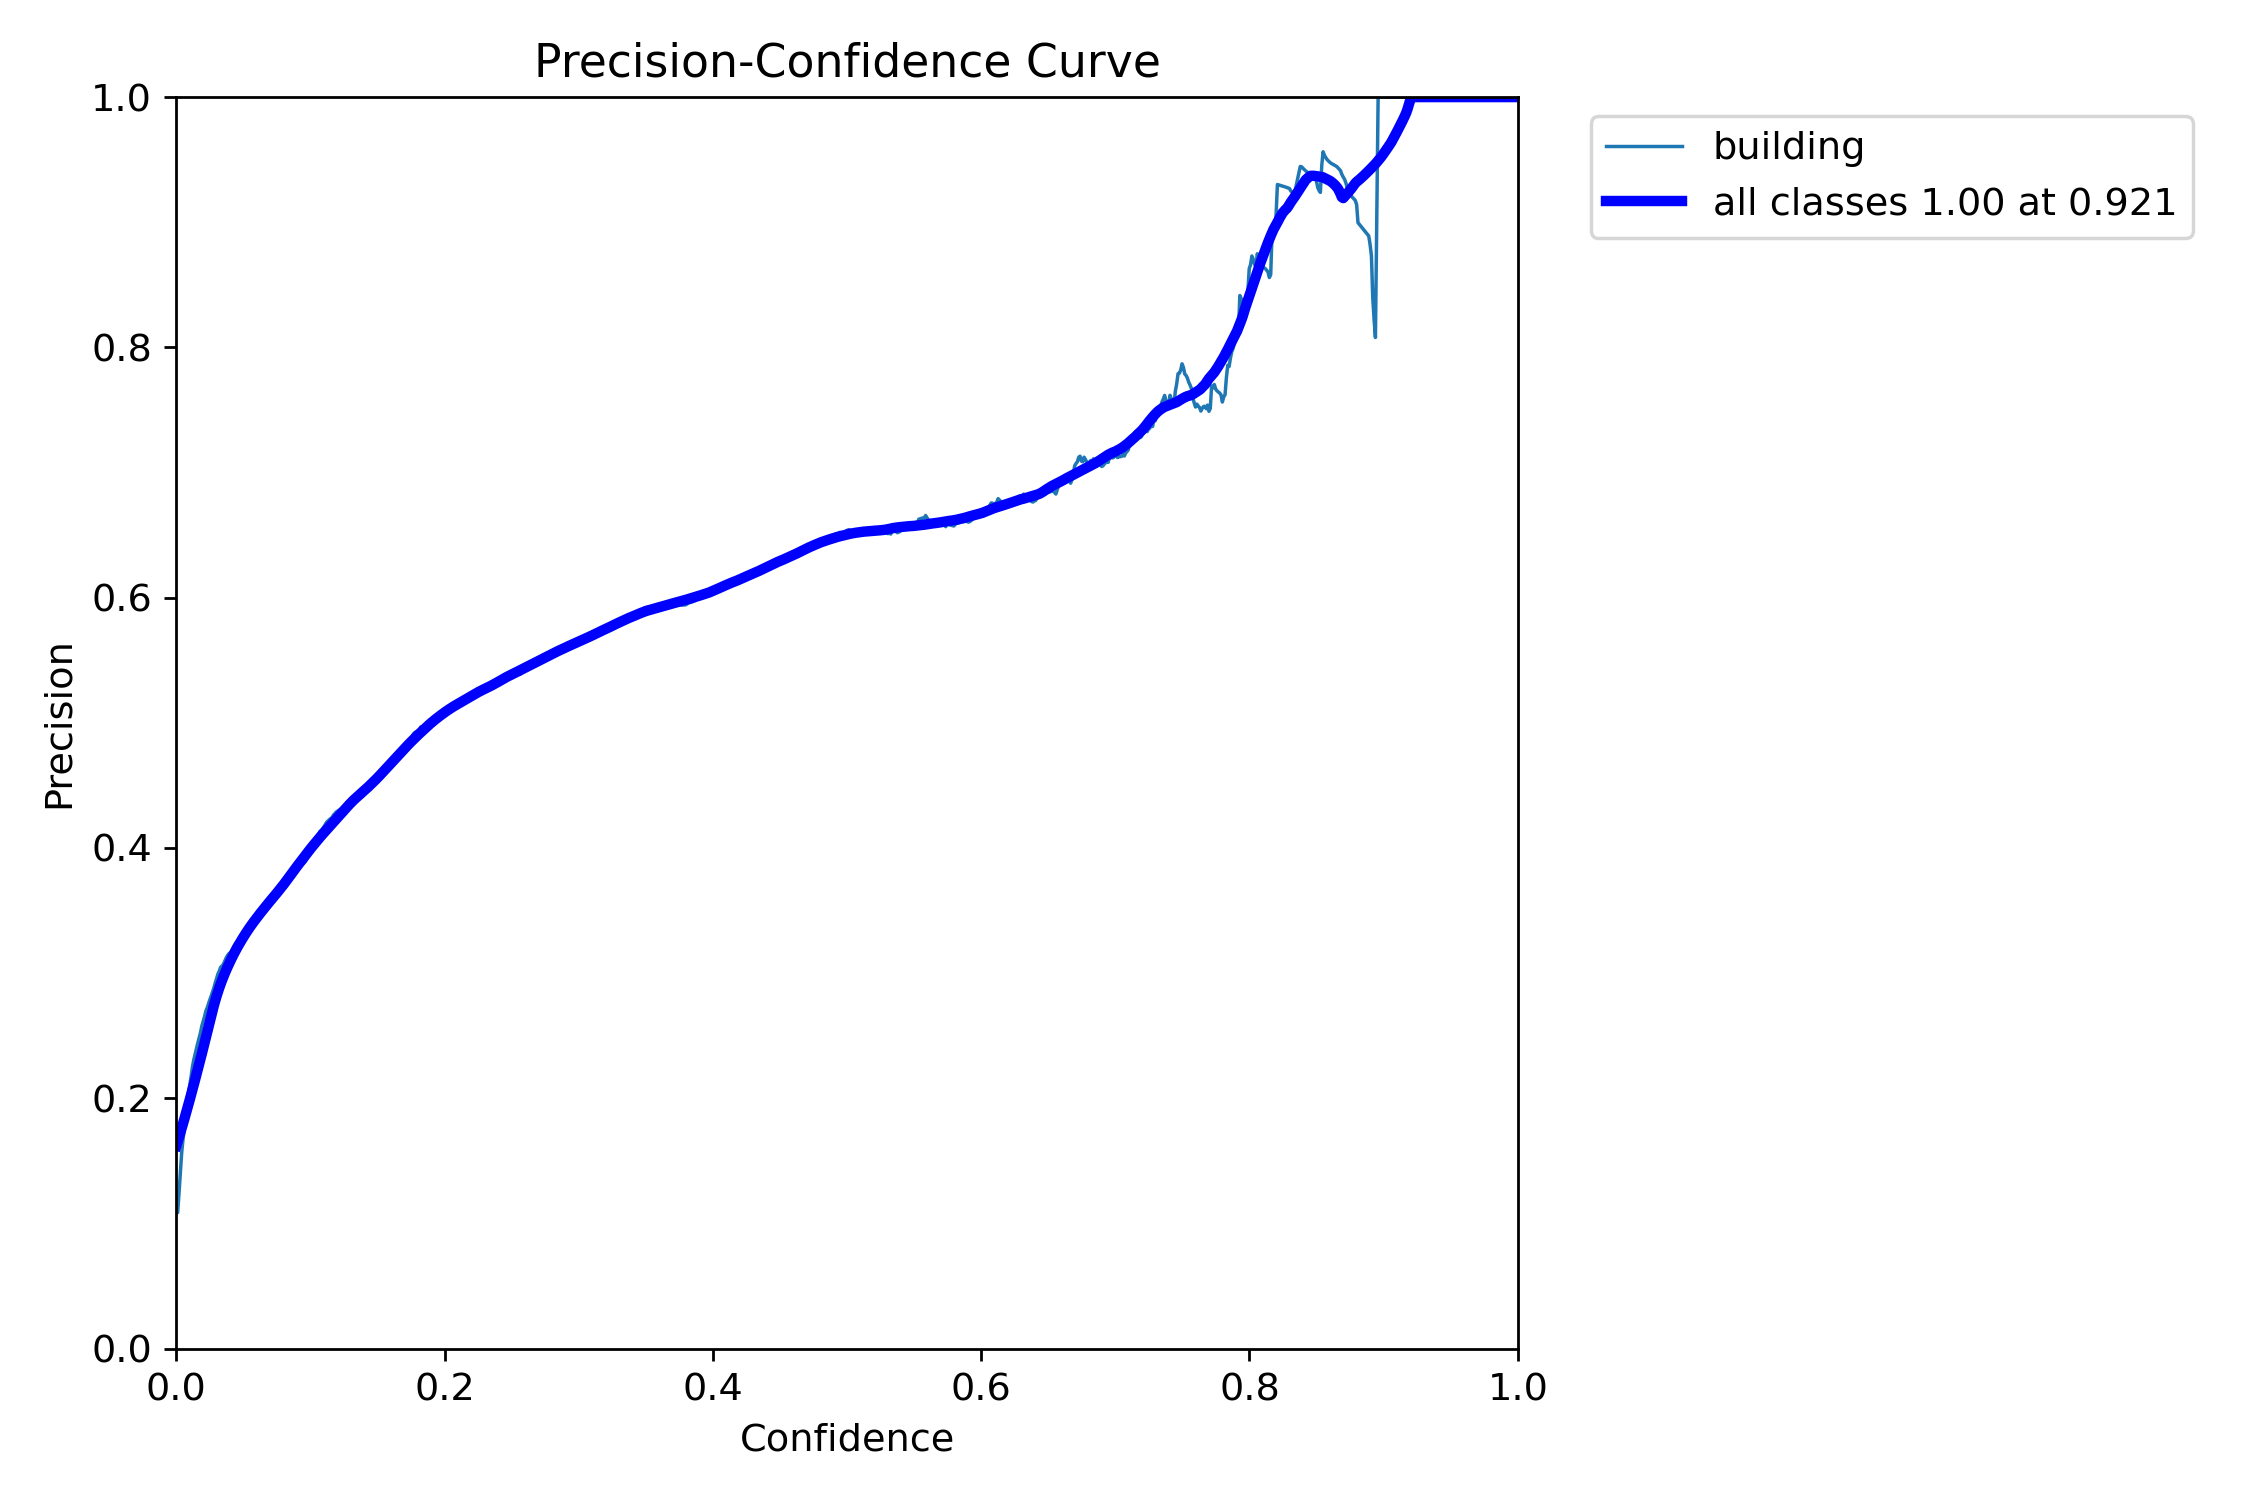 Precision-Confidence Curve
1.0
0.8
0.6
0.4
0.2
0.0
Precision
0.0 0.2 0.4 0.6 0.8 1.0
Confidence
building
all classes 1.00 at 0.921